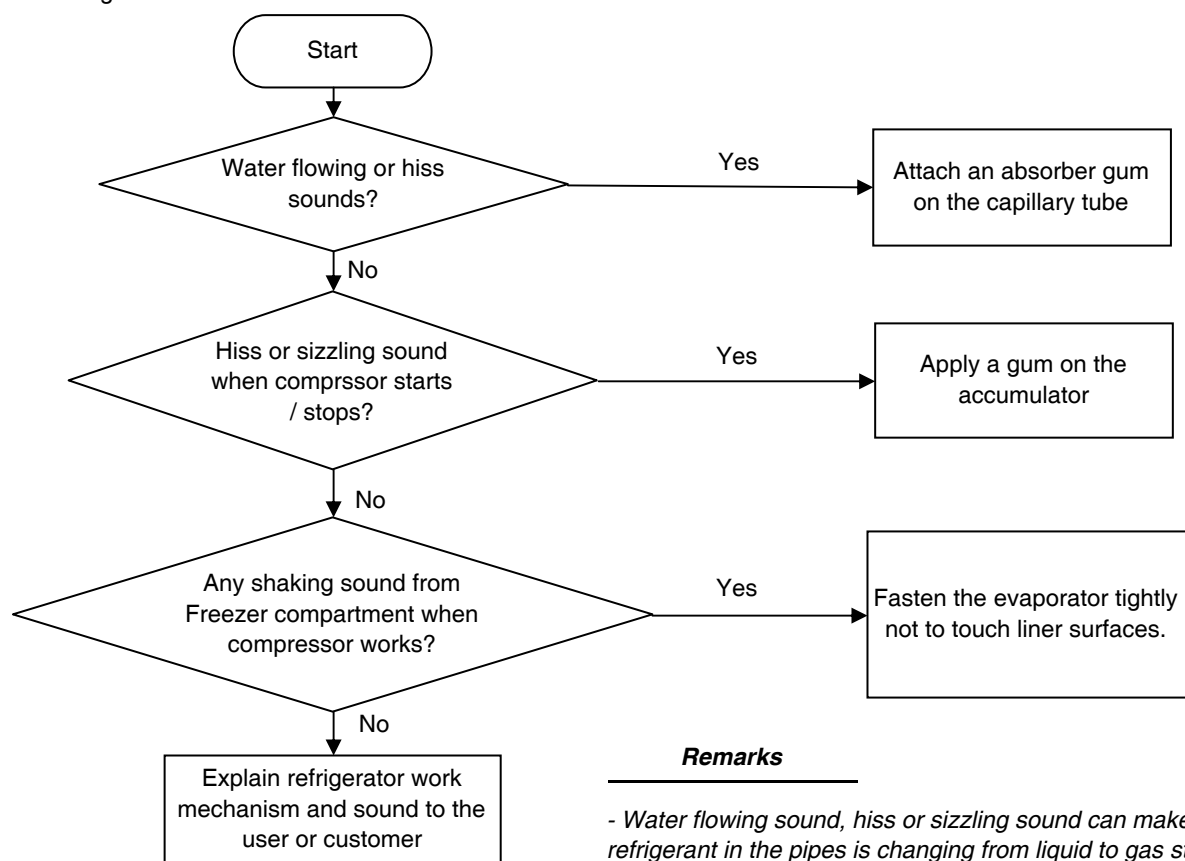 Start
Water flowing or hiss
sounds?
Yes
Attach an absorber gum
on the capillary tube
No
Hiss or sizzling sound
when comprssor starts
/ stops?
Yes
Apply a gum on the
accumulator
No
Any shaking sound from
Freezer compartment when
compressor works?
Yes
Fasten the evaporator tightly
not to touch liner surfaces.
No
Explain refrigerator work
mechanism and sound to the
user or customer
Remarks
- Water flowing sound, hiss or sizzling sound can make
refrigerant in the pipes is changing from liquid to gas